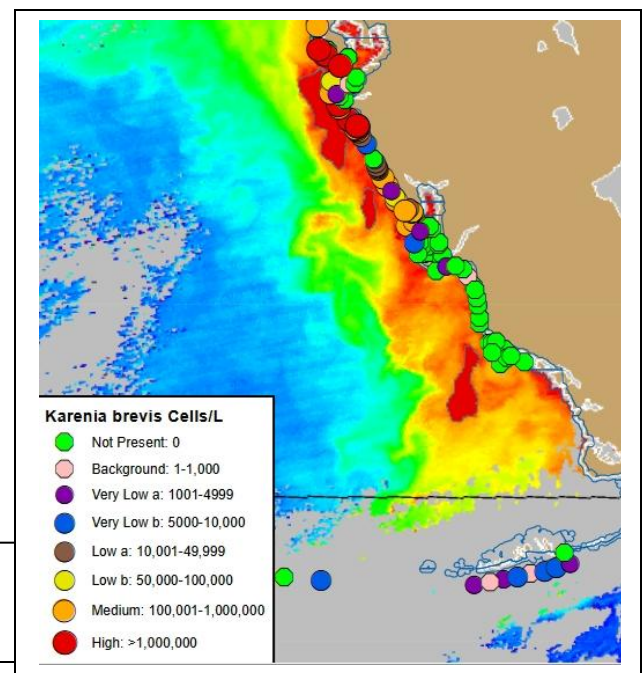 Karenia brevis Cells/L
Not Present: 0
Background: 1-1,000
Very Low a: 1001-4999
Very Low b: 5000-10,000
Low a: 10,001-49,999
Low b: 50,000-100,000
Medium: 100,001-1,000,000
High: >1,000,000